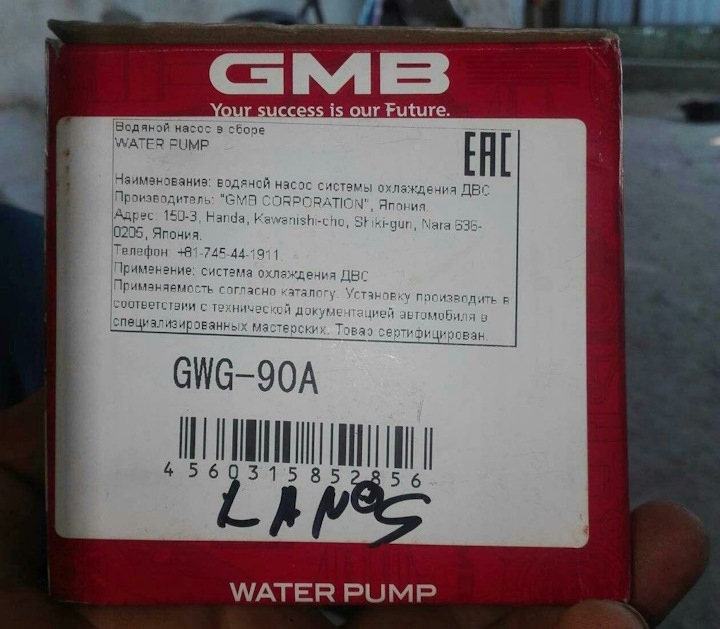 GMB
Your success is our Future.
Водяной насос в сборе
WATER PUMP
EAC
Наименование: водяной насос системы охлаждения ДВС
Производитель: "GMB CORPORATION", Япония.
Адрес: 150-3, Handa, Kawanishi-cho, Shiki-gun, Nara 636-
0205, Япония.
Телефон: +81-745-44-1911.
Применение: система охлаждения ДВС
Применяемость согласно каталогу. Установку производить в
соответствии с технической документацией автомобиля в
специализированных мастерских. Товар сертифицирован.
GWG-90A
4560315852856
LANOS
WATER PUMP